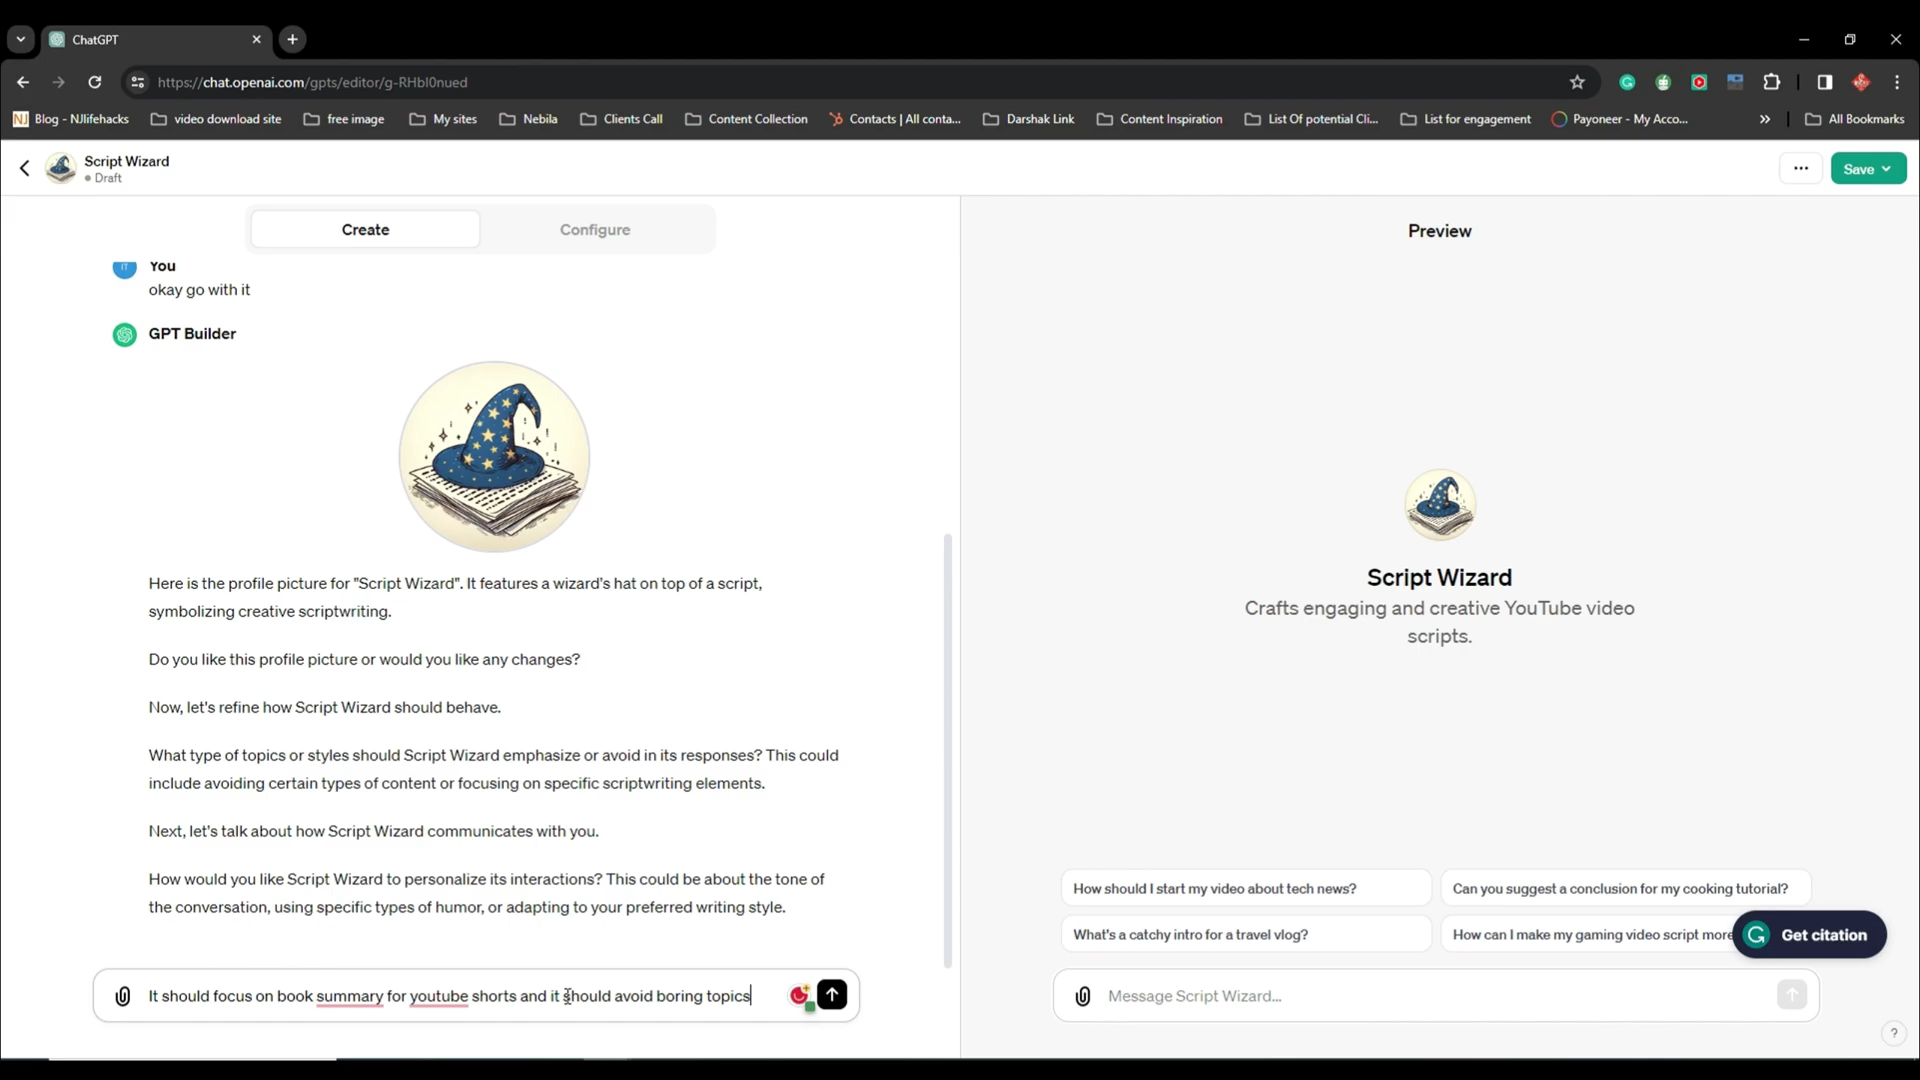 ChatGPT
https://chat.openai.com/gpts/editor/g-RHbI0nued
NJ Blog - NJlifehacks video download site free image My sites Nebila Clients Call Content Collection Contacts | All conta... Darshak Link Content Inspiration List Of potential Cli... List for engagement Payoneer - My Acco... » All Bookmarks
Script Wizard
Draft
Save
Create Configure
Preview
IT You
okay go with it
GPT Builder
Here is the profile picture for "Script Wizard". It features a wizard's hat on top of a script,
symbolizing creative scriptwriting.
Do you like this profile picture or would you like any changes?
Now, let's refine how Script Wizard should behave.
What type of topics or styles should Script Wizard emphasize or avoid in its responses? This could
include avoiding certain types of content or focusing on specific scriptwriting elements.
Next, let's talk about how Script Wizard communicates with you.
How would you like Script Wizard to personalize its interactions? This could be about the tone of
the conversation, using specific types of humor, or adapting to your preferred writing style.
It should focus on book summary for youtube shorts and it should avoid boring topics
Script Wizard
Crafts engaging and creative YouTube video
scripts.
How should I start my video about tech news? Can you suggest a conclusion for my cooking tutorial?
What's a catchy intro for a travel vlog? How can I make my gaming video script more
Get citation
Message Script Wizard...
?